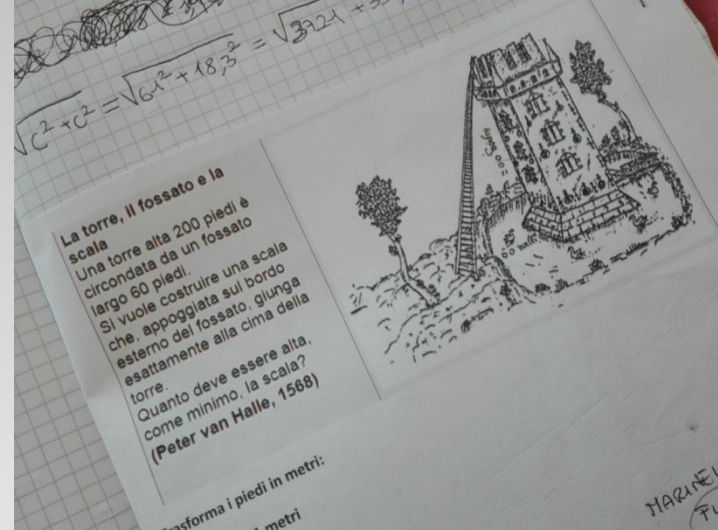 √c² + c² = √61² + 18,3² = √3721 + 33
La torre, il fossato e la
scala
Una torre alta 200 piedi è
circondata da un fossato
largo 60 piedi.
Si vuole costruire una scala
che, appoggiata sul bordo
esterno del fossato, giunga
esattamente alla cima della
torre.
Quanto deve essere alta,
come minimo, la scala?
(Peter van Halle, 1568)
asforma i piedi in metri:
metri
MARINEL